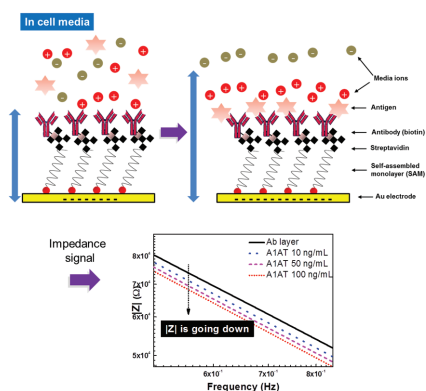 In cell media
Media ions
Antigen
Antibody (biotin)
Streptavidin
Self-assembled
monolayer (SAM)
Au electrode
Impedance
signal
Ab layer
A1AT 10 ng/mL
A1AT 50 ng/mL
A1AT 100 ng/mL
|Z| (Ω)
|Z| is going down
Frequency (Hz)